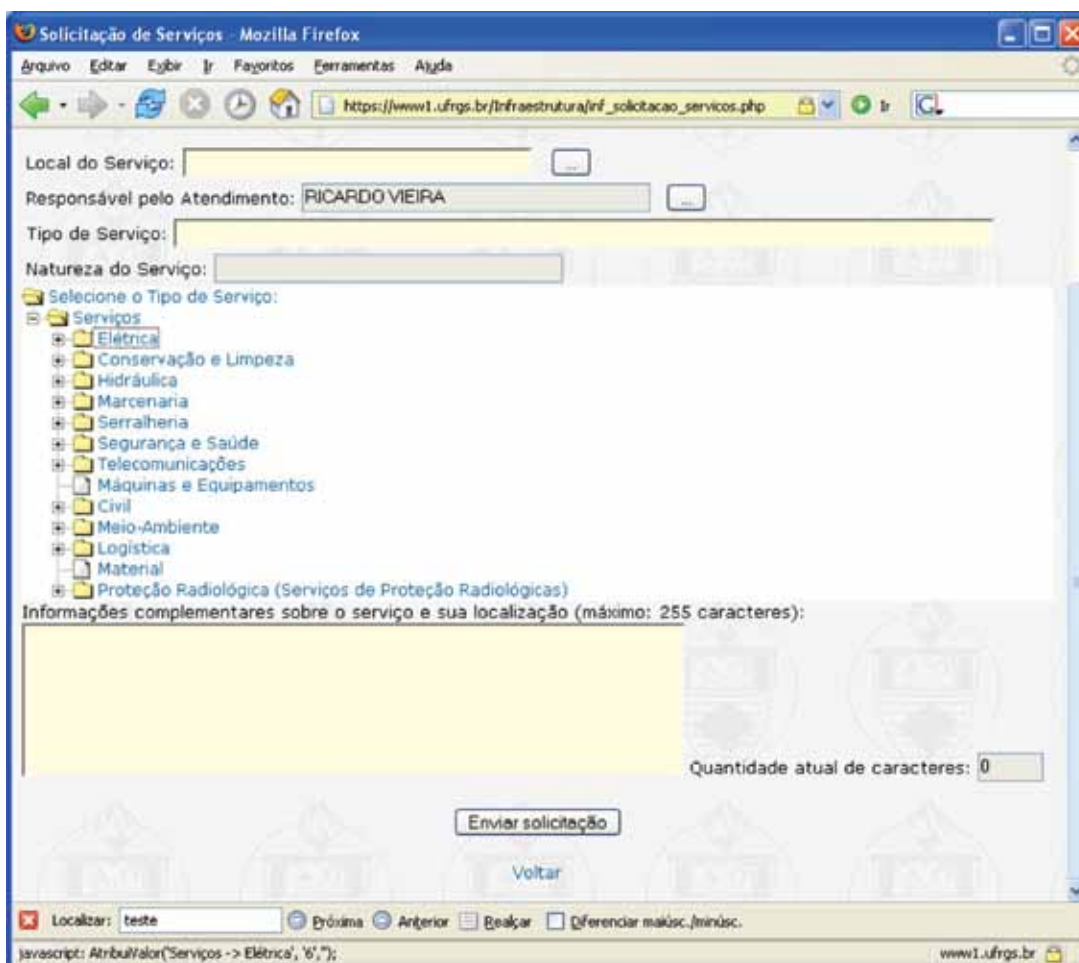 Solicitação de Serviços - Mozilla Firefox
Arquivo Editar Exibir Ir Favoritos Ferramentas Ajuda
https://www1.ufrgs.br/Infraestrutura/inf_solicitacao_servicos.php Ir
Local do Serviço: ...
Responsável pelo Atendimento: RICARDO VIEIRA ...
Tipo de Serviço:
Natureza do Serviço:
Selecione o Tipo de Serviço:
Serviços
Elétrica
Conservação e Limpeza
Hidráulica
Marcenaria
Serralheria
Segurança e Saúde
Telecomunicações
Máquinas e Equipamentos
Civil
Meio-Ambiente
Logística
Material
Proteção Radiológica (Serviços de Proteção Radiológicas)
Informações complementares sobre o serviço e sua localização (máximo: 255 caracteres):
Quantidade atual de caracteres: 0
Enviar solicitação
Voltar
Localizar: teste Próxima Anterior Realçar Diferenciar maiúsc./minúsc.
javascript: AtribuiValor('Serviços -> Elétrica', '6','');
www1.ufrgs.br